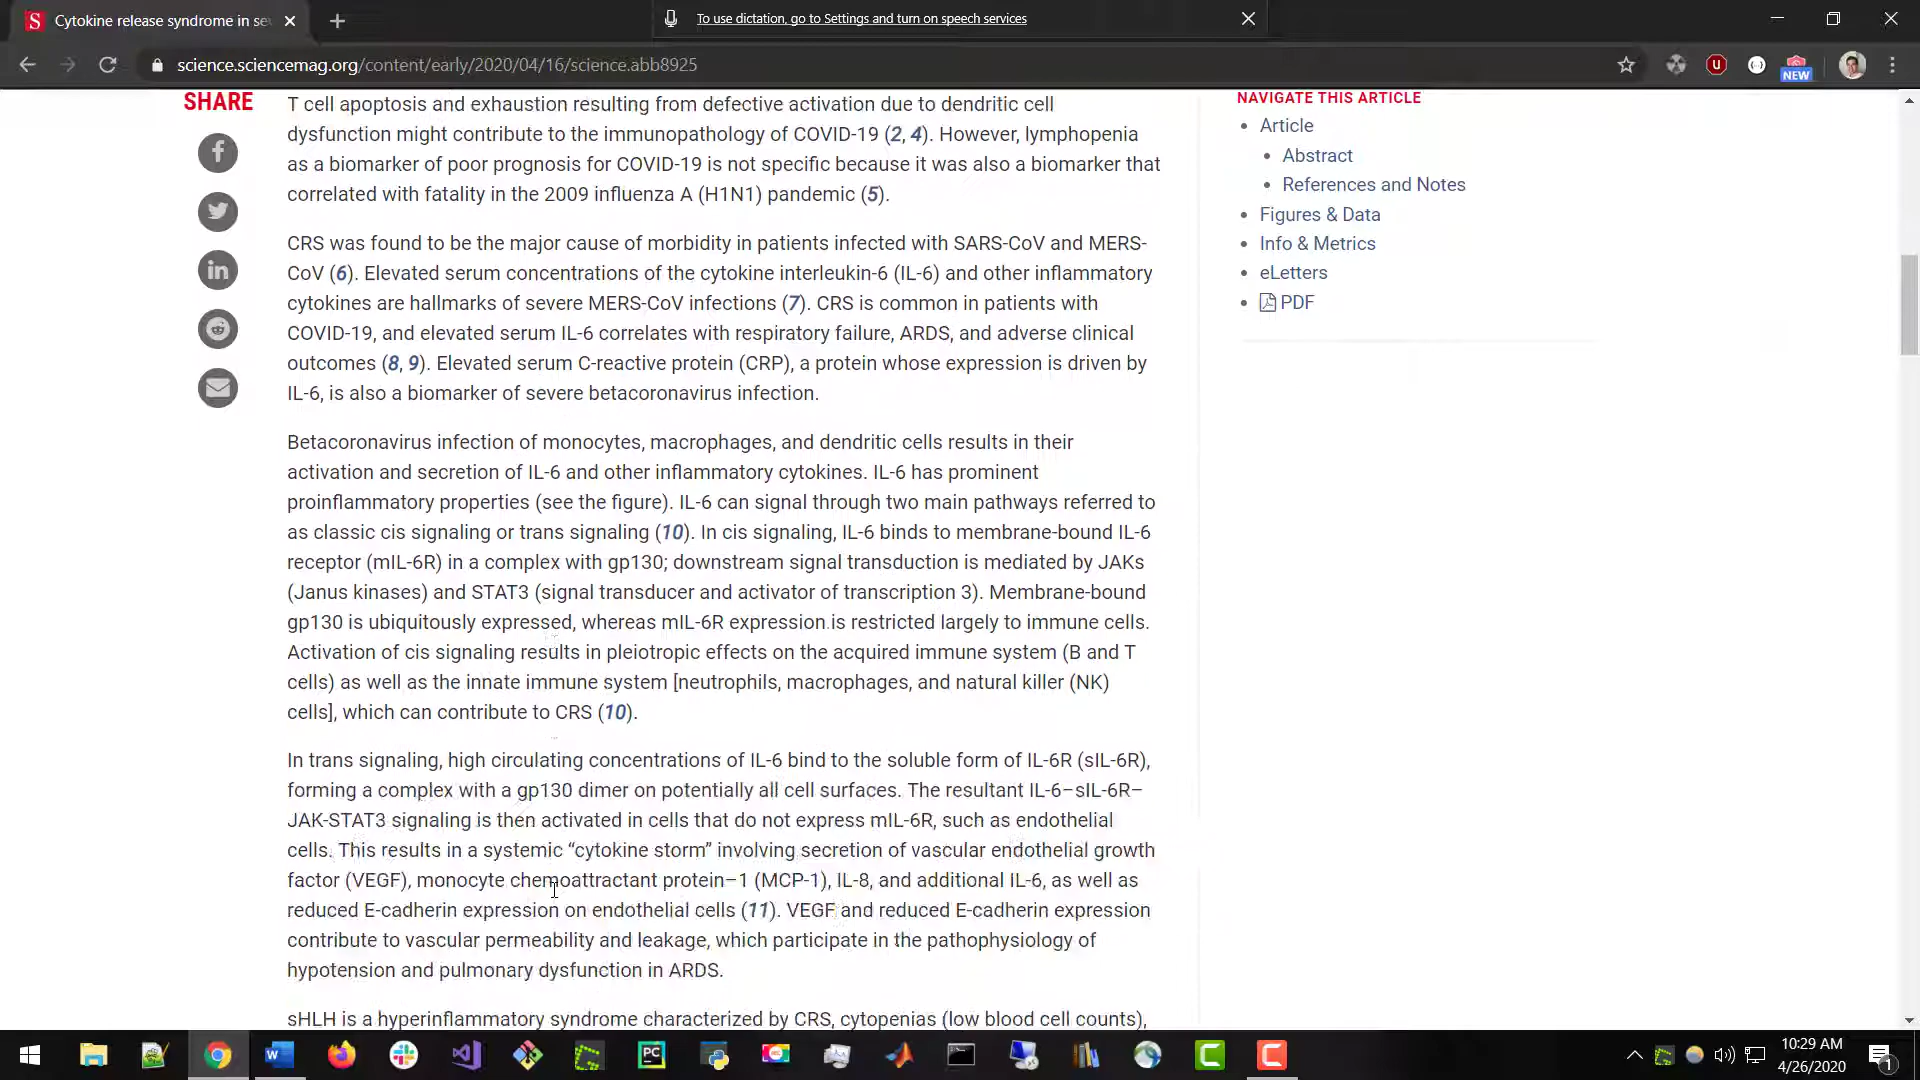 S Cytokine release syndrome in se
To use dictation, go to Settings and turn on speech services
science.sciencemag.org/content/early/2020/04/16/science.abb8925
U
NEW
SHARE
T cell apoptosis and exhaustion resulting from defective activation due to dendritic cell
dysfunction might contribute to the immunopathology of COVID-19 (2, 4). However, lymphopenia
as a biomarker of poor prognosis for COVID-19 is not specific because it was also a biomarker that
correlated with fatality in the 2009 influenza A (H1N1) pandemic (5).
CRS was found to be the major cause of morbidity in patients infected with SARS-CoV and MERS-
CoV (6). Elevated serum concentrations of the cytokine interleukin-6 (IL-6) and other inflammatory
cytokines are hallmarks of severe MERS-CoV infections (7). CRS is common in patients with
COVID-19, and elevated serum IL-6 correlates with respiratory failure, ARDS, and adverse clinical
outcomes (8, 9). Elevated serum C-reactive protein (CRP), a protein whose expression is driven by
IL-6, is also a biomarker of severe betacoronavirus infection.
Betacoronavirus infection of monocytes, macrophages, and dendritic cells results in their
activation and secretion of IL-6 and other inflammatory cytokines. IL-6 has prominent
proinflammatory properties (see the figure). IL-6 can signal through two main pathways referred to
as classic cis signaling or trans signaling (10). In cis signaling, IL-6 binds to membrane-bound IL-6
receptor (mIL-6R) in a complex with gp130; downstream signal transduction is mediated by JAKs
(Janus kinases) and STAT3 (signal transducer and activator of transcription 3). Membrane-bound
gp130 is ubiquitously expressed, whereas mIL-6R expression is restricted largely to immune cells.
Activation of cis signaling results in pleiotropic effects on the acquired immune system (B and T
cells) as well as the innate immune system [neutrophils, macrophages, and natural killer (NK)
cells], which can contribute to CRS (10).
In trans signaling, high circulating concentrations of IL-6 bind to the soluble form of IL-6R (sIL-6R),
forming a complex with a gp130 dimer on potentially all cell surfaces. The resultant IL-6–sIL-6R–
JAK-STAT3 signaling is then activated in cells that do not express mIL-6R, such as endothelial
cells. This results in a systemic “cytokine storm” involving secretion of vascular endothelial growth
factor (VEGF), monocyte chemoattractant protein–1 (MCP-1), IL-8, and additional IL-6, as well as
reduced E-cadherin expression on endothelial cells (11). VEGF and reduced E-cadherin expression
contribute to vascular permeability and leakage, which participate in the pathophysiology of
hypotension and pulmonary dysfunction in ARDS.
sHLH is a hyperinflammatory syndrome characterized by CRS, cytopenias (low blood cell counts),
NAVIGATE THIS ARTICLE
Article
Abstract
References and Notes
Figures & Data
Info & Metrics
eLetters
PDF
10:29 AM
4/26/2020
1